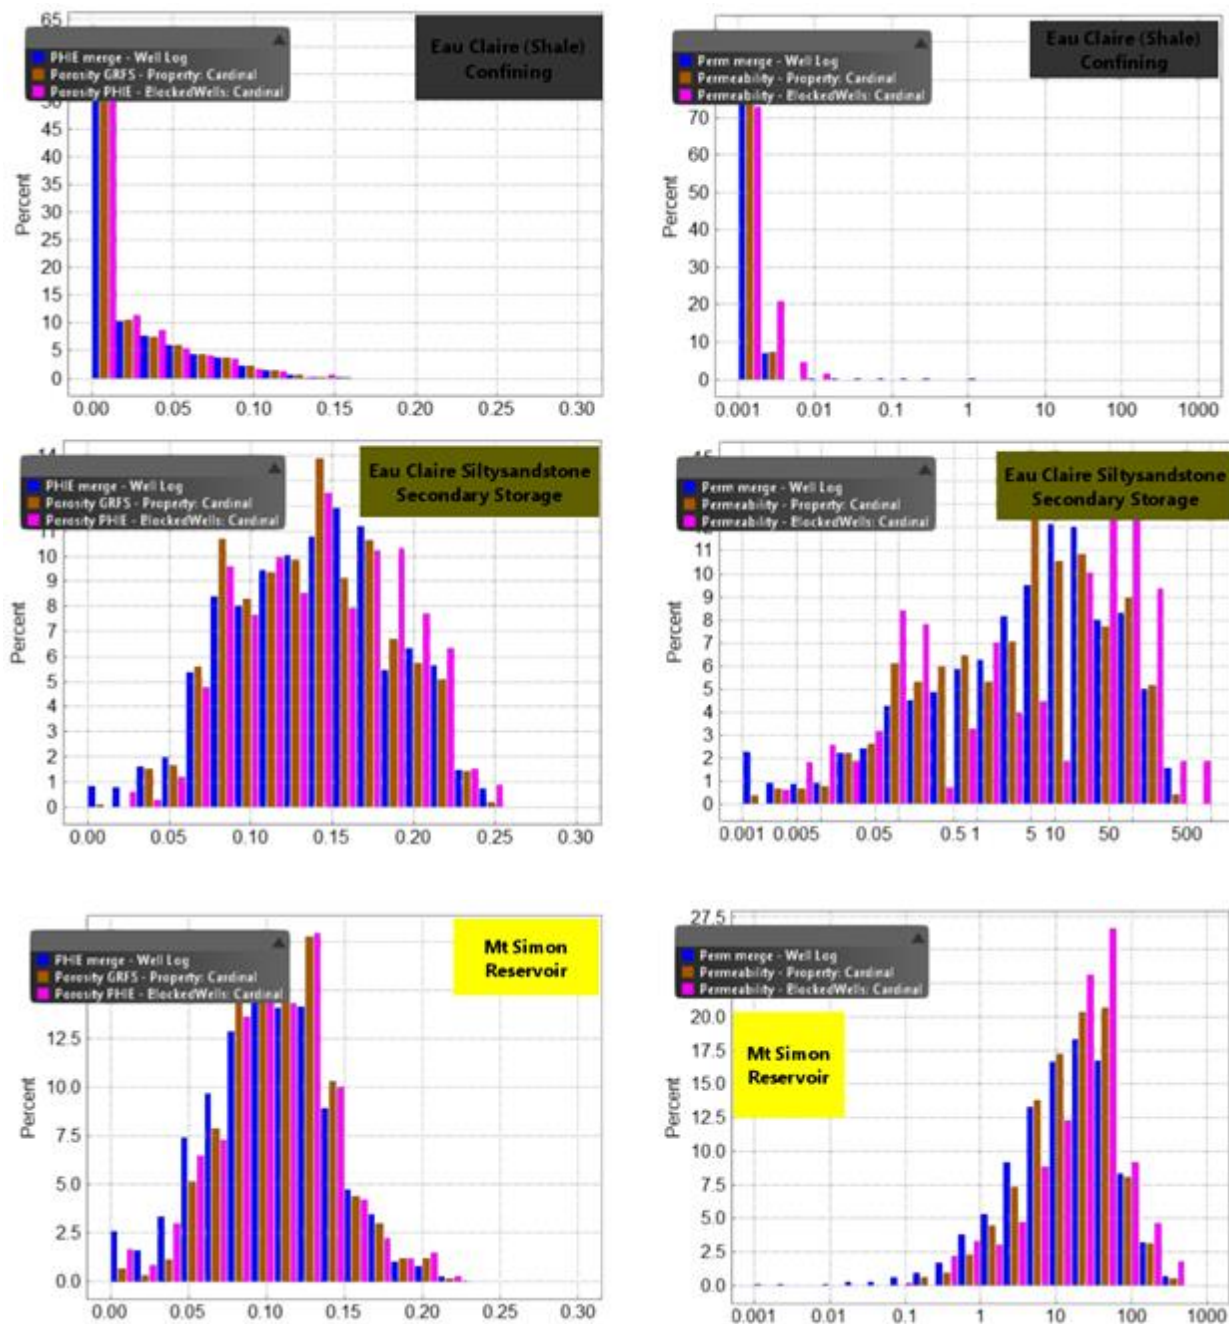 65
PHIE merge - Well Log
Porosity GRFS - Property: Cardinal
Porosity PHIE - BlockedWells: Cardinal
Eau Claire (Shale)
Confining
50
45
40
35
30
25
20
15
10
5
0
Percent
0.00 0.05 0.10 0.15 0.20 0.25 0.30
Perm merge - Well Log
Permeability - Property: Cardinal
Permeability - BlockedWells: Cardinal
Eau Claire (Shale)
Confining
70
60
50
40
30
20
10
0
Percent
0.001 0.01 0.1 1 10 100 1000
14
PHIE merge - Well Log
Porosity GRFS - Property: Cardinal
Porosity PHIE - BlockedWells: Cardinal
Eau Claire Siltysandstone
Secondary Storage
11
10
9
8
7
6
5
4
3
2
1
0
Percent
0.00 0.05 0.10 0.15 0.20 0.25 0.30
15
Perm merge - Well Log
Permeability - Property: Cardinal
Permeability - BlockedWells: Cardinal
Eau Claire Siltysandstone
Secondary Storage
11
10
9
8
7
6
5
4
3
2
1
0
Percent
0.001 0.005 0.05 0.5 1 5 10 50 500
PHIE merge - Well Log
Porosity GRFS - Property: Cardinal
Porosity PHIE - BlockedWells: Cardinal
Mt Simon
Reservoir
12.5
10.0
7.5
5.0
2.5
0.0
Percent
0.00 0.05 0.10 0.15 0.20 0.25 0.30
27.5
Perm merge - Well Log
Permeability - Property: Cardinal
Permeability - BlockedWells: Cardinal
Mt Simon
Reservoir
20.0
17.5
15.0
12.5
10.0
7.5
5.0
2.5
0.0
Percent
0.001 0.01 0.1 1 10 100 1000